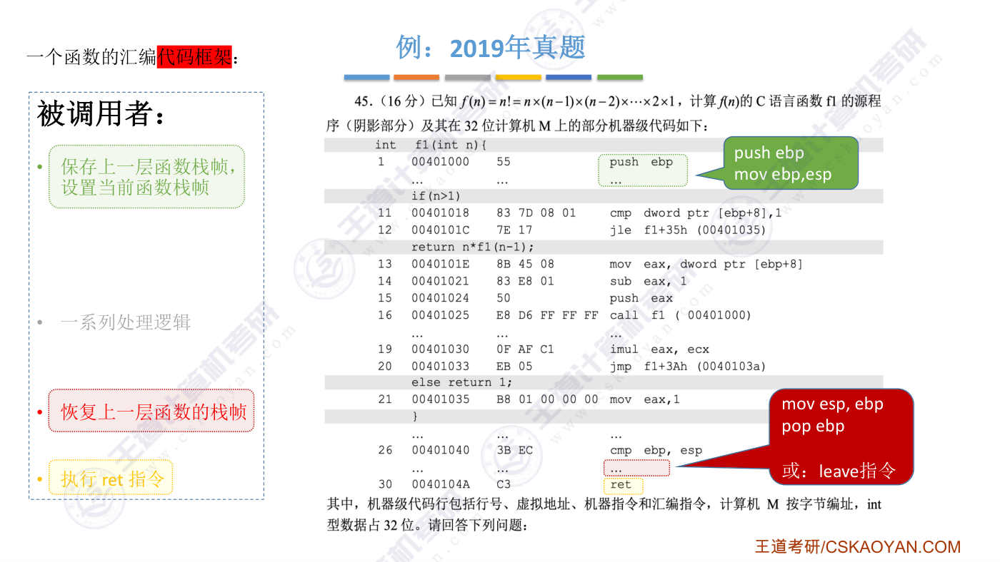 例：2019年真题
一个函数的汇编代码框架：
被调用者：
• 保存上一层函数栈帧，
设置当前函数栈帧
• 一系列处理逻辑
• 恢复上一层函数的栈帧
• 执行 ret 指令
45.（16 分）已知 f (n) = n! = n×(n−1)×(n−2)×⋯×2×1，计算 f(n)的 C 语言函数 f1 的源程
序（阴影部分）及其在 32 位计算机 M 上的部分机器级代码如下：
int f1(int n){
1 00401000 55 push ebp
… … …
if(n>1)
11 00401018 83 7D 08 01 cmp dword ptr [ebp+8],1
12 0040101C 7E 17 jle f1+35h (00401035)
return n*f1(n-1);
13 0040101E 8B 45 08 mov eax, dword ptr [ebp+8]
14 00401021 83 E8 01 sub eax, 1
15 00401024 50 push eax
16 00401025 E8 D6 FF FF FF call f1 ( 00401000)
… … …
19 00401030 0F AF C1 imul eax, ecx
20 00401033 EB 05 jmp f1+3Ah (0040103a)
else return 1;
21 00401035 B8 01 00 00 00 mov eax,1
}
… … …
26 00401040 3B EC cmp ebp, esp
… … …
30 0040104A C3 ret
其中，机器级代码行包括行号、虚拟地址、机器指令和汇编指令，计算机 M 按字节编址，int
型数据占 32 位。请回答下列问题：
push ebp
mov ebp,esp
mov esp, ebp
pop ebp
或：leave指令
王道考研/CSKAOYAN.COM
王道计算机考研
www.cskaoyan.com